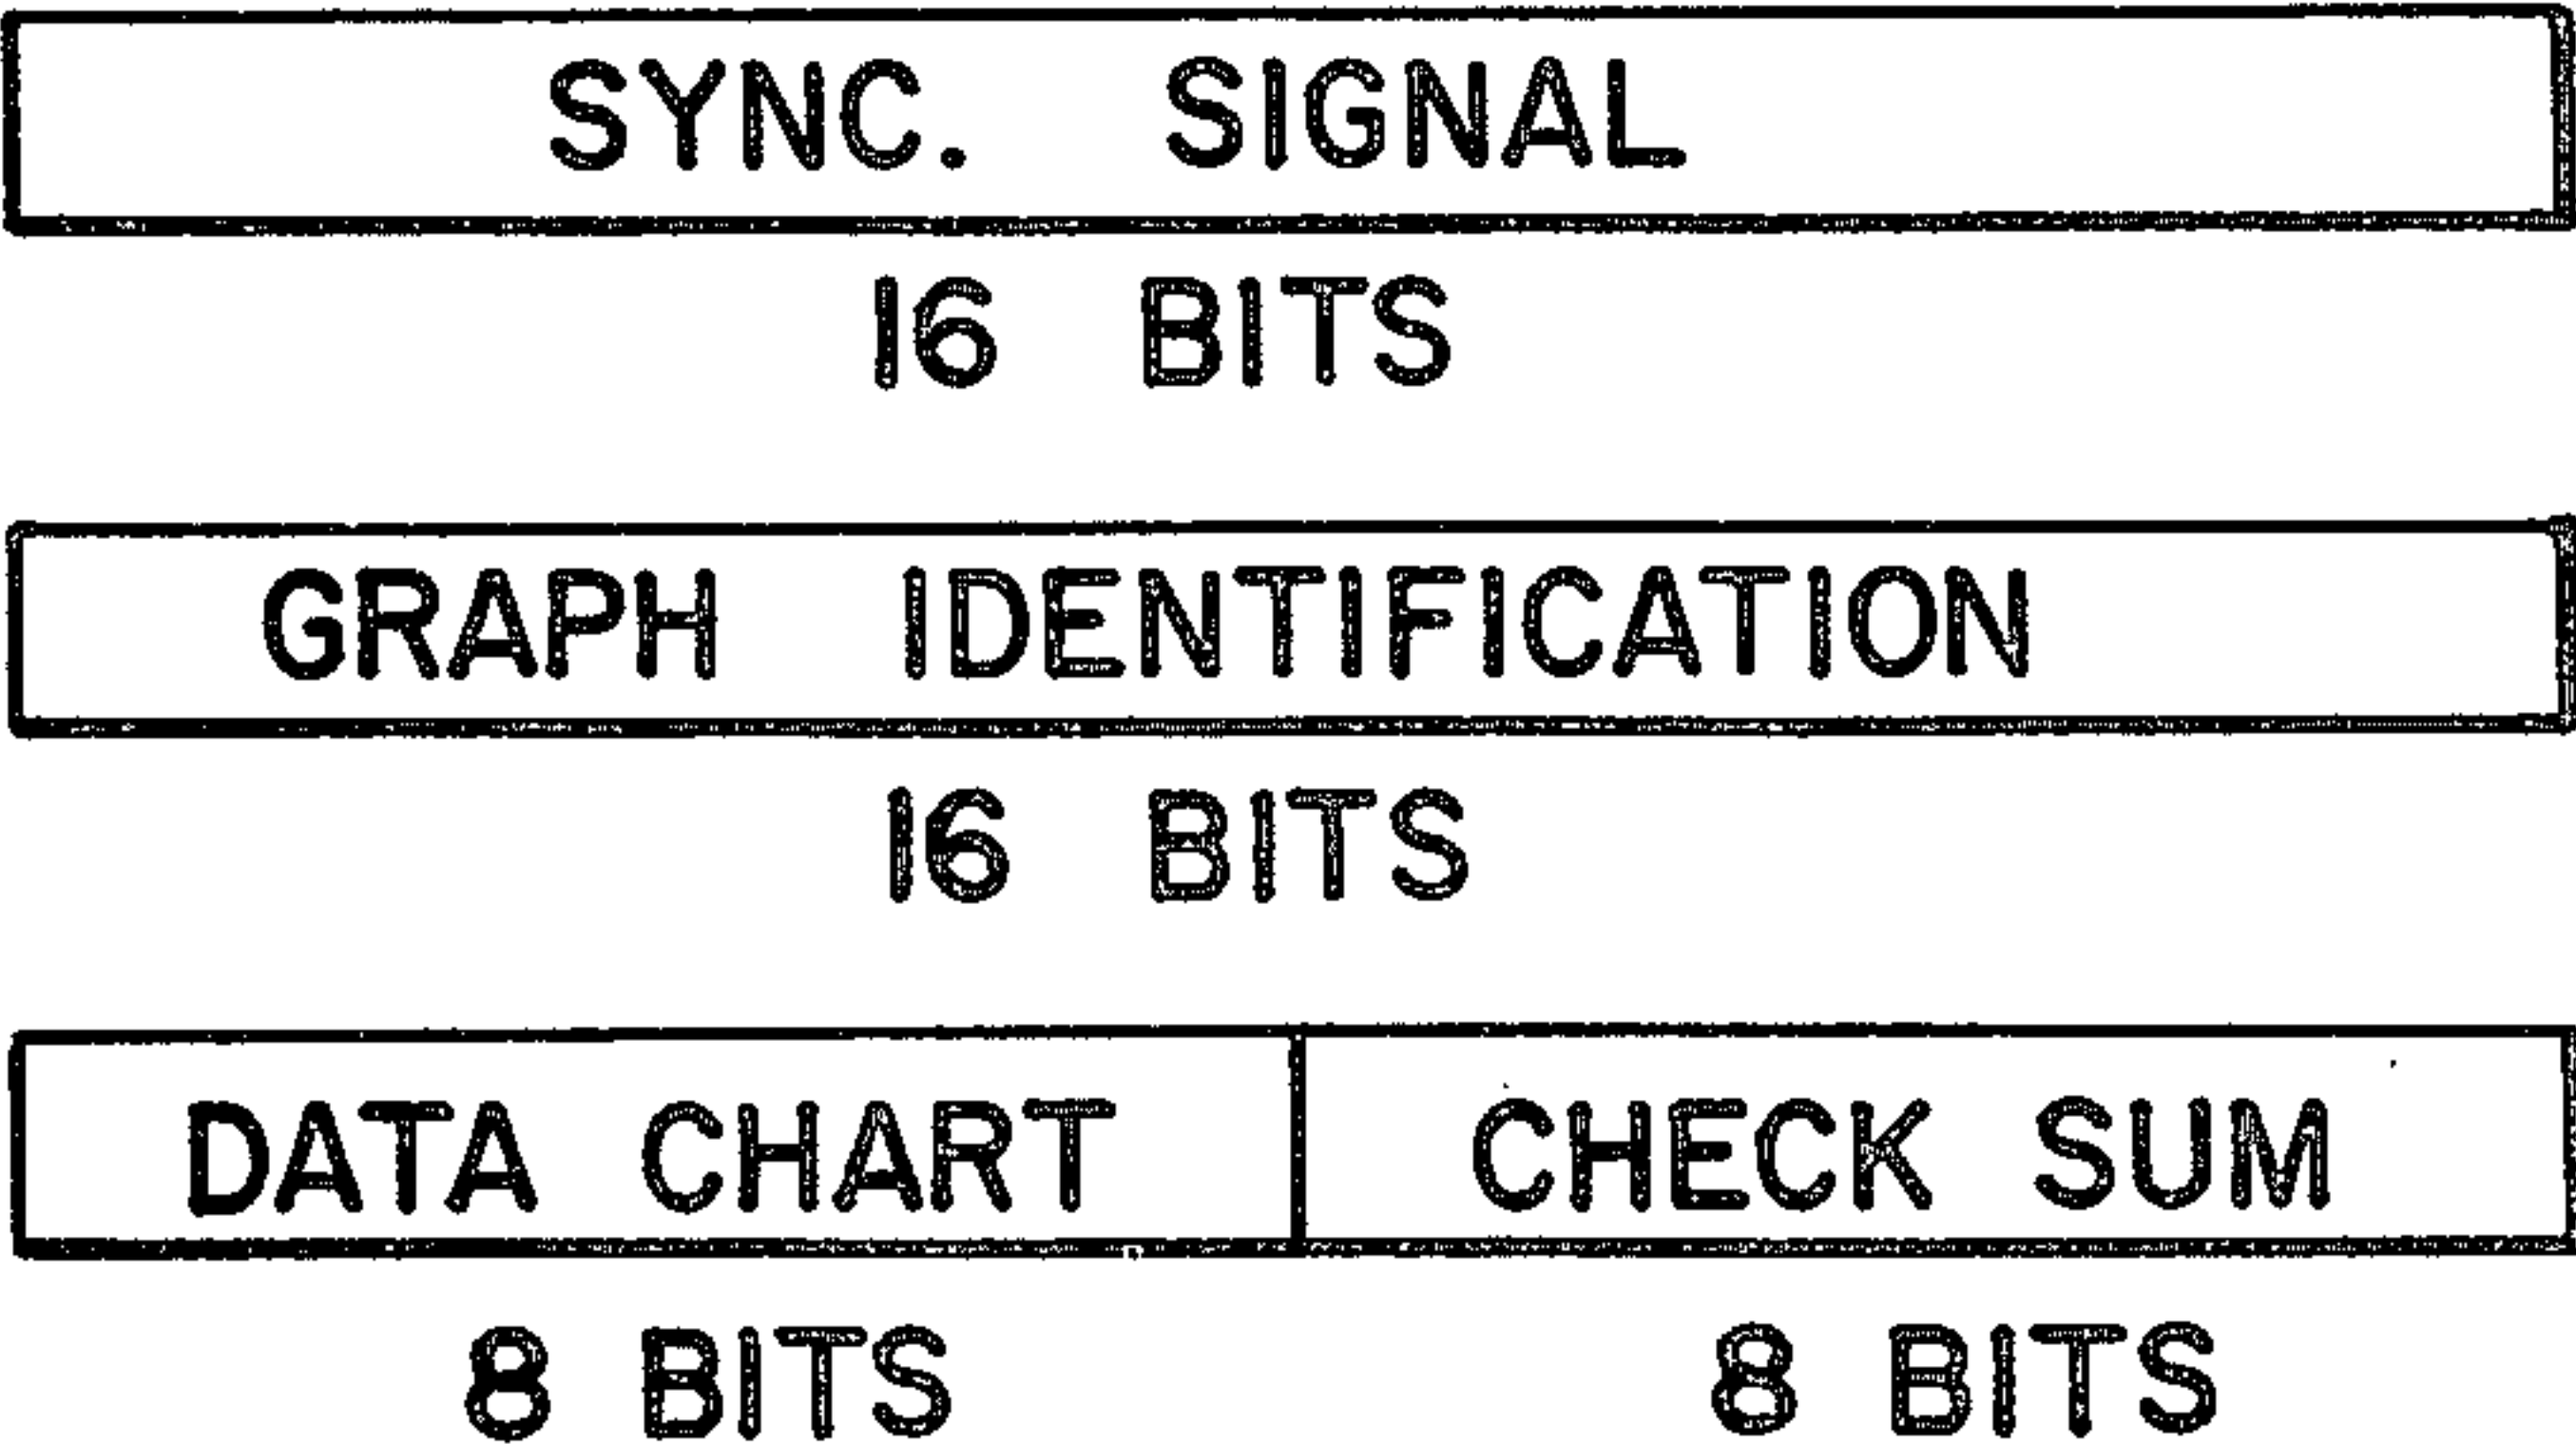 SYNC. SIGNAL
16 BITS
GRAPH IDENTIFICATION
16 BITS
DATA CHART CHECK SUM
8 BITS 8 BITS